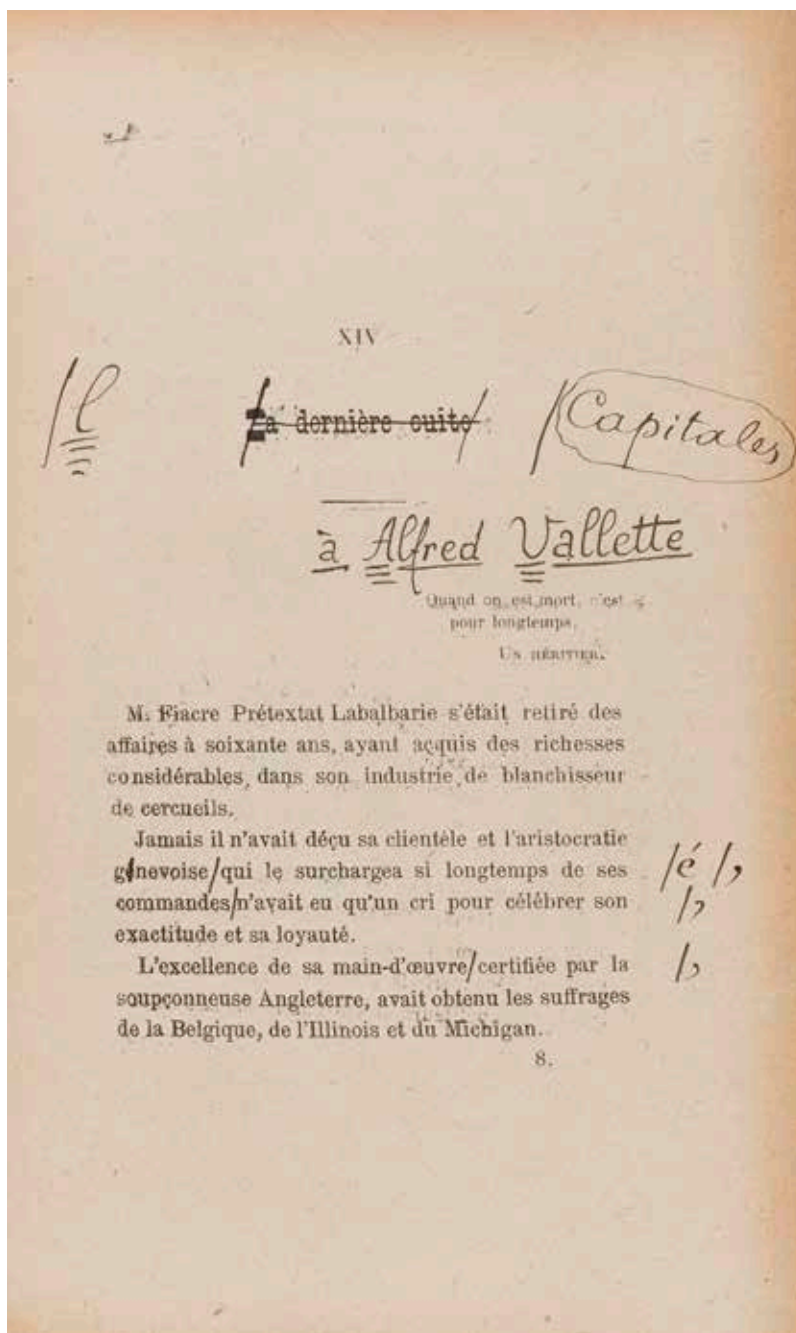 XIV
/l La dernière cuite / Capitales
à Alfred Vallette
Quand on est mort, c'est
pour longtemps.
UN HÉRITIER.
M. Fiacre Prétextat Labalbarie s'était retiré des
affaires à soixante ans, ayant acquis des richesses
considérables, dans son industrie de blanchisseur
de cercueils.
Jamais il n'avait déçu sa clientèle et l'aristocratie
génevoise/qui le surchargea si longtemps de ses /é /,
commandes/n'avait eu qu'un cri pour célébrer son /,
exactitude et sa loyauté.
L'excellence de sa main-d'œuvre/certifiée par la /,
soupçonneuse Angleterre, avait obtenu les suffrages
de la Belgique, de l'Illinois et du Michigan.
8.